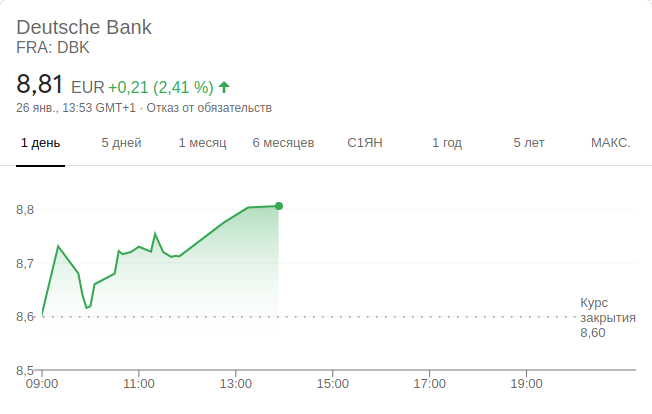 Deutsche Bank
FRA: DBK
8,81 EUR +0,21 (2,41 %)
26 янв., 13:53 GMT+1 · Отказ от обязательств
1 день 5 дней 1 месяц 6 месяцев С1ЯН 1 год 5 лет МАКС.
8,8
8,7
Курс
8,6 закрытия
8,60
8,5
09:00 11:00 13:00 15:00 17:00 19:00